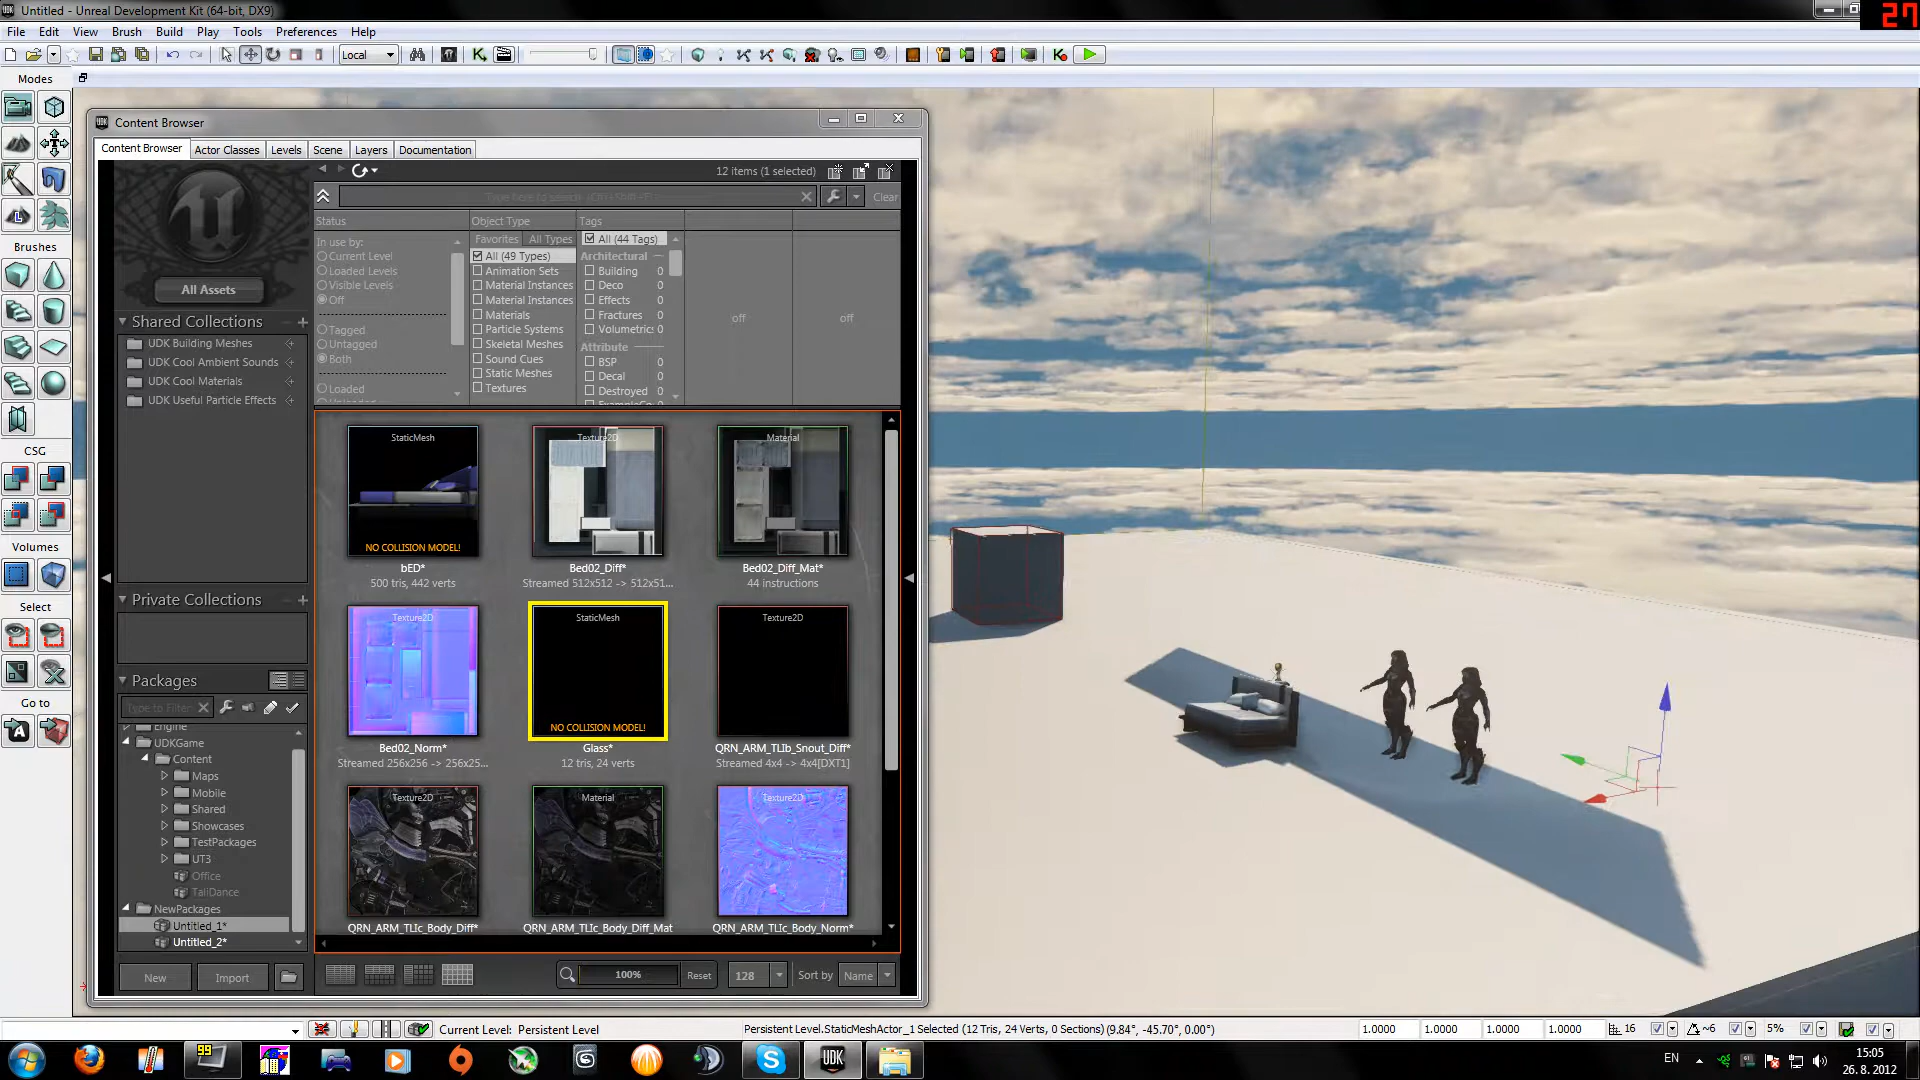 Untitled - Unreal Development Kit (64-bit, DX9)
27
File Edit View Brush Build Play Tools Preferences Help
Local
Modes
Brushes
CSG
Volumes
Select
Go to
Content Browser
Content Browser Actor Classes Levels Scene Layers Documentation
12 items (1 selected)
Clear
All Assets
Shared Collections
UDK Building Meshes
UDK Cool Ambient Sounds
UDK Cool Materials
UDK Useful Particle Effects
Private Collections
Packages
Type to Filter
Engine
UDKGame
Content
Maps
Mobile
Shared
Showcases
TestPackages
UT3
Office
TaliDance
NewPackages
Untitled_1*
Untitled_2*
New Import
Status
In use by:
Current Level
Loaded Levels
Visible Levels
Off
Tagged
Untagged
Both
Loaded
Object Type
Favorites All Types
All (49 Types)
Animation Sets
Material Instances
Material Instances
Materials
Particle Systems
Skeletal Meshes
Sound Cues
Static Meshes
Textures
Tags
All (44 Tags)
Architectural
Building 0
Deco 0
Effects 0
Fractures 0
Volumetrics 0
Attribute
BSP 0
Decal 0
Destroyed 0
off
off
StaticMesh
NO COLLISION MODEL!
bED*
500 tris, 442 verts
Texture2D
Bed02_Diff*
Streamed 512x512 -> 512x51...
Material
Bed02_Diff_Mat*
44 instructions
Texture2D
Bed02_Norm*
Streamed 256x256 -> 256x25...
StaticMesh
NO COLLISION MODEL!
Glass*
12 tris, 24 verts
Texture2D
QRN_ARM_TLIb_Snout_Diff*
Streamed 4x4 -> 4x4[DXT1]
Texture2D
QRN_ARM_TLIc_Body_Diff*
Material
QRN_ARM_TLIc_Body_Diff_Mat
Texture2D
QRN_ARM_TLIc_Body_Norm*
100% Reset 128 Sort by Name
Current Level: Persistent Level
Persistent Level.StaticMeshActor_1 Selected (12 Tris, 24 Verts, 0 Sections) (9.84°, -45.70°, 0.00°)
1.0000 1.0000 1.0000 1.0000 16 ~6 5%
99
UDK
EN
15:05
26. 8. 2012